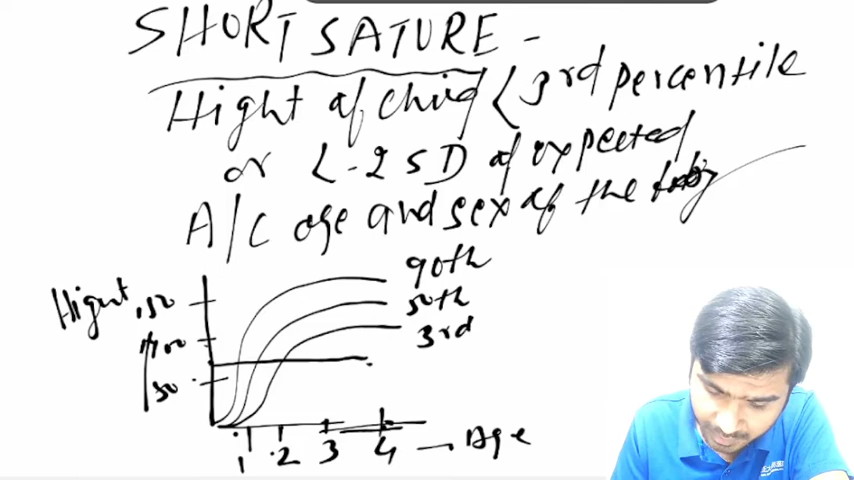 SHORT SATURE -
Hight of child < 3rd percentile
or < -2 SD of expected
A/C age and sex of the
90th
50th
3rd
Hight
150
100
50
1 2 3 4 → Age